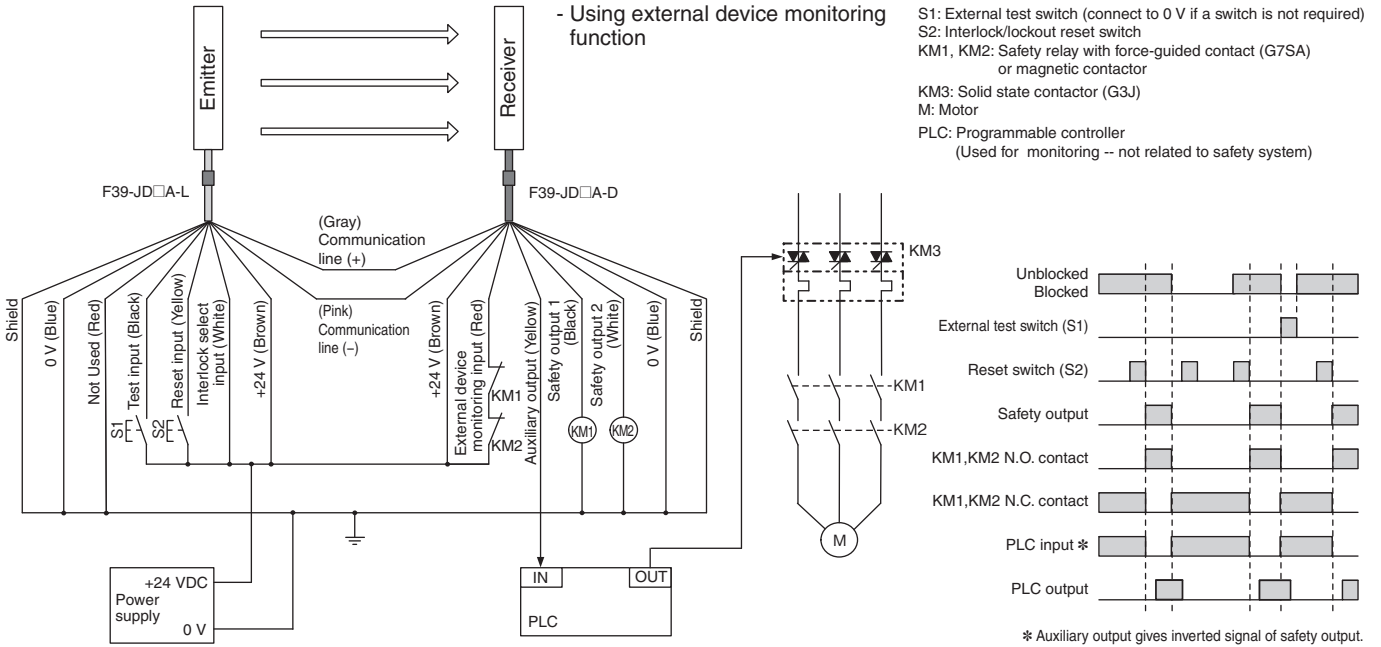 - Using external device monitoring
function
S1: External test switch (connect to 0 V if a switch is not required)
S2: Interlock/lockout reset switch
KM1, KM2: Safety relay with force-guided contact (G7SA)
or magnetic contactor
KM3: Solid state contactor (G3J)
M: Motor
PLC: Programmable controller
(Used for monitoring -- not related to safety system)
Emitter
Receiver
F39-JD□A-L
F39-JD□A-D
(Gray)
Communication
line (+)
(Pink)
Communication
line (−)
Shield
0 V (Blue)
Not Used (Red)
Test input (Black)
Reset input (Yellow)
Interlock select
input (White)
+24 V (Brown)
+24 V (Brown)
External device
monitoring input (Red)
Auxiliary output (Yellow)
Safety output 1
(Black)
Safety output 2
(White)
0 V (Blue)
Shield
S1
S2
KM1
KM2
KM1
KM2
+24 VDC
Power
supply
0 V
IN
OUT
PLC
KM3
KM1
KM2
M
Unblocked
Blocked
External test switch (S1)
Reset switch (S2)
Safety output
KM1,KM2 N.O. contact
KM1,KM2 N.C. contact
PLC input ✻
PLC output
✻ Auxiliary output gives inverted signal of safety output.